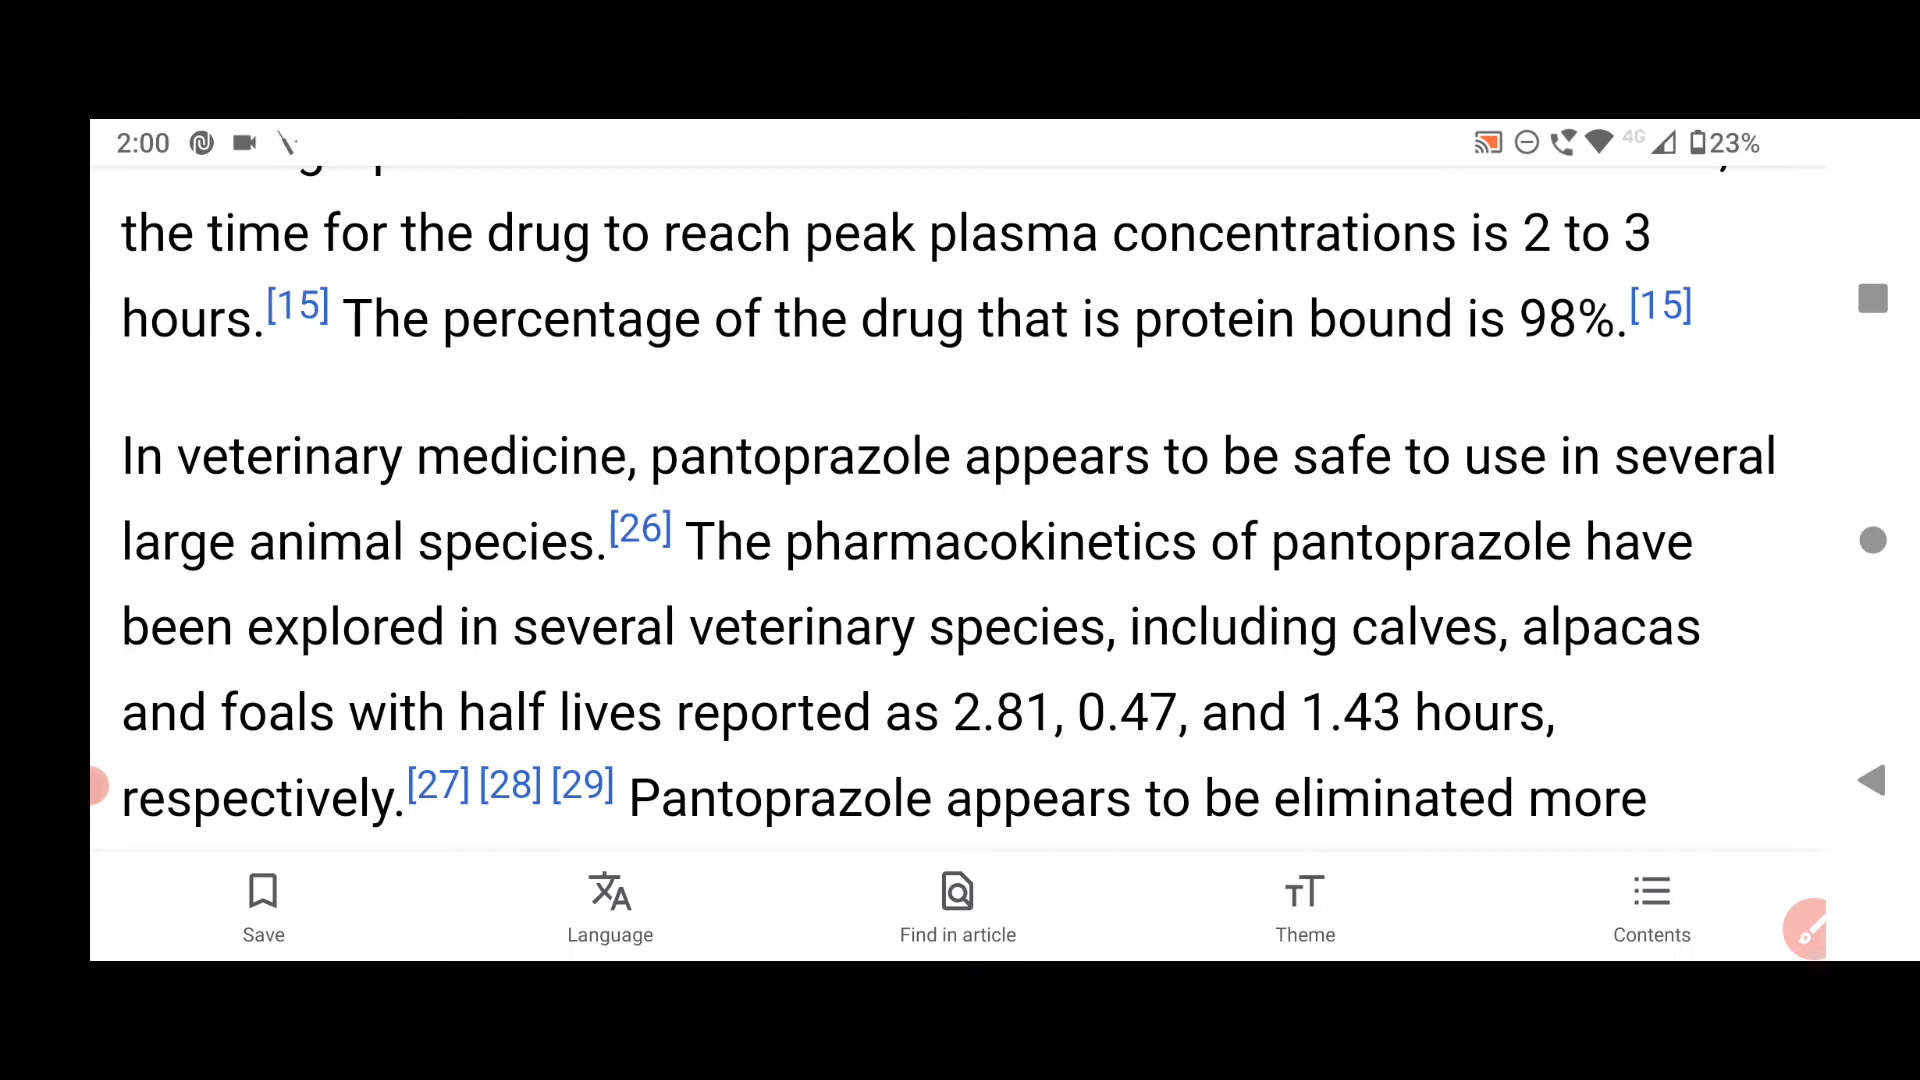 2:00
4G
23%
the time for the drug to reach peak plasma concentrations is 2 to 3
hours.[15] The percentage of the drug that is protein bound is 98%.[15]
In veterinary medicine, pantoprazole appears to be safe to use in several
large animal species.[26] The pharmacokinetics of pantoprazole have
been explored in several veterinary species, including calves, alpacas
and foals with half lives reported as 2.81, 0.47, and 1.43 hours,
respectively.[27] [28] [29] Pantoprazole appears to be eliminated more
Save
Language
Find in article
Theme
Contents